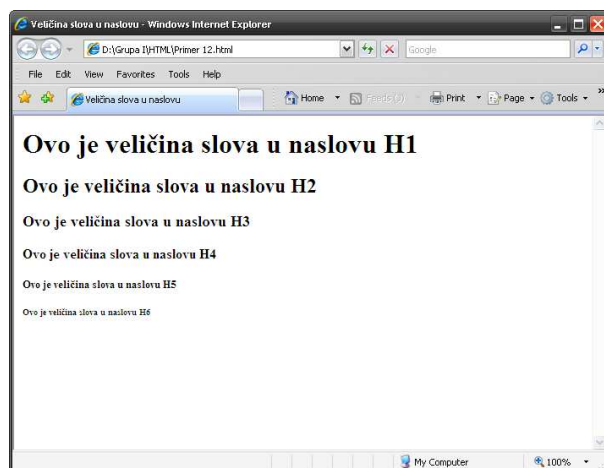 Veličina slova u naslovu - Windows Internet Explorer
D:\Grupa I\HTML\Primer 12.html
Google
File Edit View Favorites Tools Help
Veličina slova u naslovu Home Feeds (J) Print Page Tools »
Ovo je veličina slova u naslovu H1
Ovo je veličina slova u naslovu H2
Ovo je veličina slova u naslovu H3
Ovo je veličina slova u naslovu H4
Ovo je veličina slova u naslovu H5
Ovo je veličina slova u naslovu H6
My Computer 100%